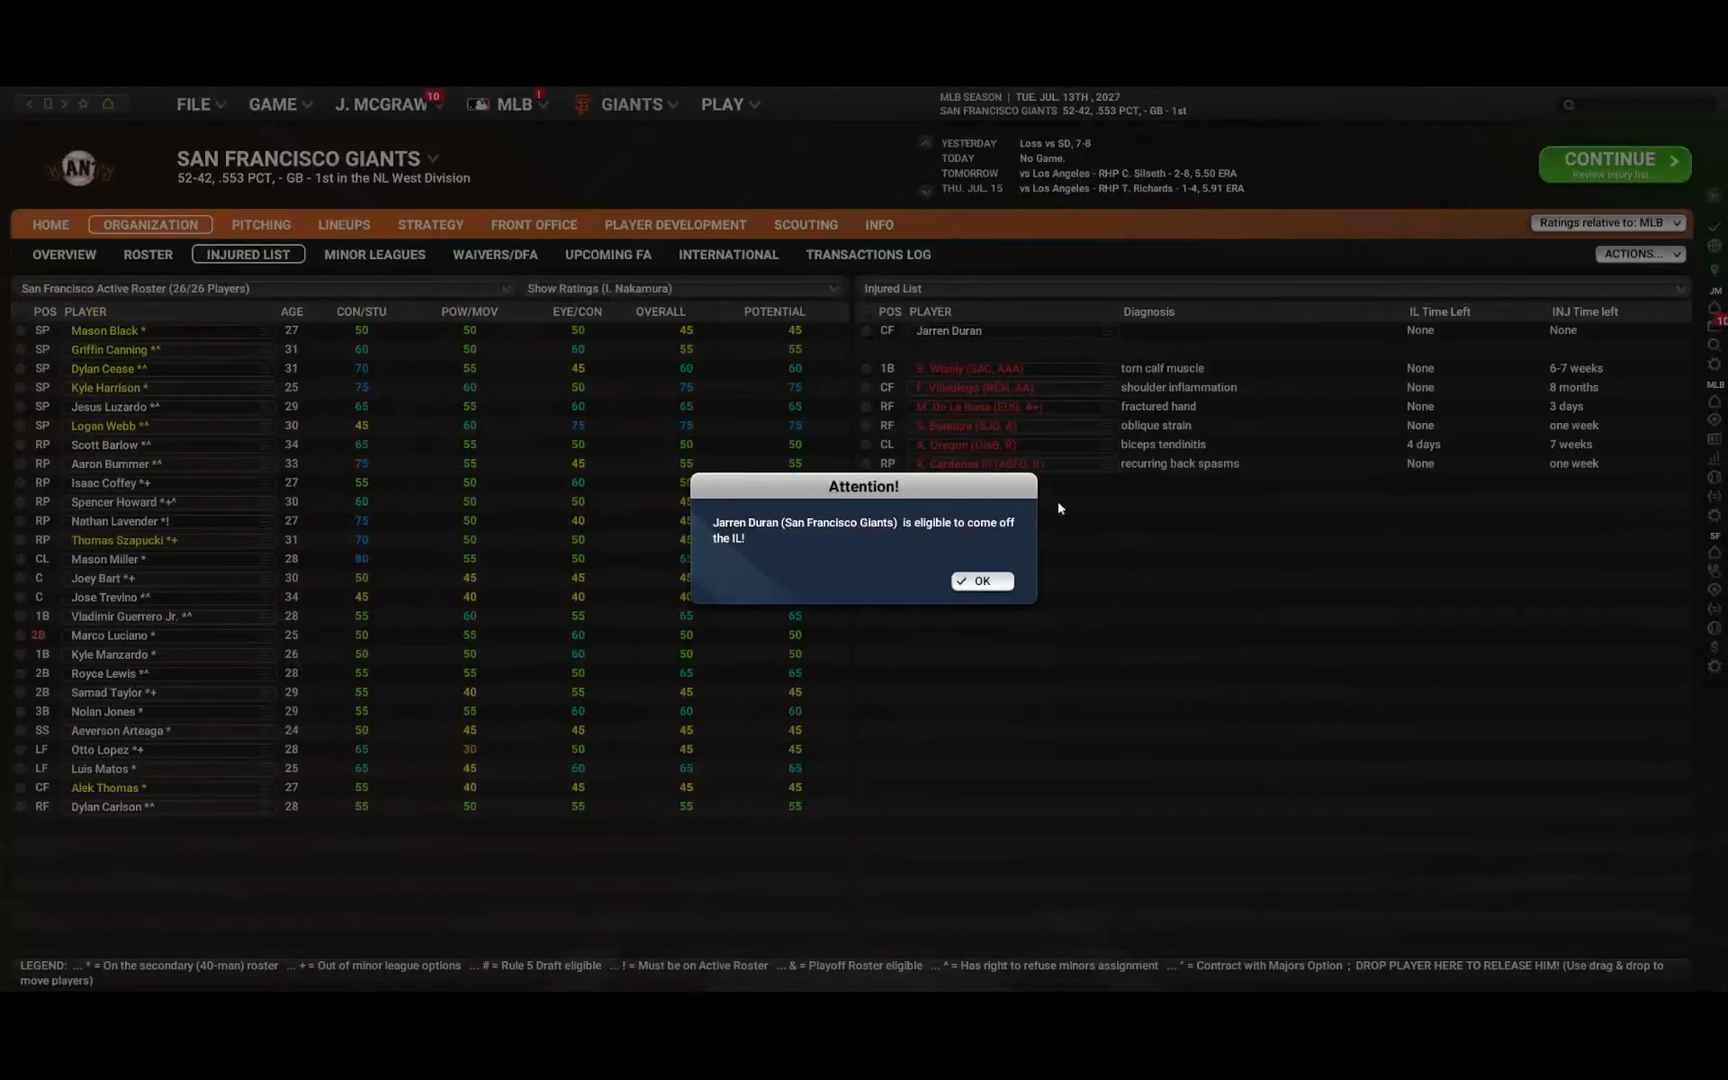 FILE GAME J. MCGRAW 10 MLB ! GIANTS PLAY
MLB SEASON | TUE. JUL. 13TH , 2027
SAN FRANCISCO GIANTS 52-42, .553 PCT, - GB - 1st
SAN FRANCISCO GIANTS
52-42, .553 PCT, - GB - 1st in the NL West Division
YESTERDAY Loss vs SD, 7-8
TODAY No Game.
TOMORROW vs Los Angeles - RHP C. Silseth - 2-8, 5.50 ERA
THU. JUL. 15 vs Los Angeles - RHP T. Richards - 1-4, 5.91 ERA
CONTINUE
Review injury list...
HOME ORGANIZATION PITCHING LINEUPS STRATEGY FRONT OFFICE PLAYER DEVELOPMENT SCOUTING INFO Ratings relative to: MLB
OVERVIEW ROSTER INJURED LIST MINOR LEAGUES WAIVERS/DFA UPCOMING FA INTERNATIONAL TRANSACTIONS LOG ACTIONS...
San Francisco Active Roster (26/26 Players) Show Ratings (I. Nakamura)
POS PLAYER AGE CON/STU POW/MOV EYE/CON OVERALL POTENTIAL
SP Mason Black * 27 50 50 50 45 45
SP Griffin Canning *^ 31 60 50 60 55 55
SP Dylan Cease *^ 31 70 55 45 60 60
SP Kyle Harrison * 25 75 60 50 75 75
SP Jesus Luzardo *^ 29 65 55 60 65 65
SP Logan Webb *^ 30 45 60 75 75 75
RP Scott Barlow *^ 34 65 55 50 50 50
RP Aaron Bummer *^ 33 75 55 45 55 55
RP Isaac Coffey *+ 27 55 50 60
RP Spencer Howard *+^ 30 60 50 50
RP Nathan Lavender *! 27 75 50 40
RP Thomas Szapucki *+ 31 70 50 50
CL Mason Miller * 28 80 55 50
C Joey Bart *+ 30 50 45 45
C Jose Trevino *^ 34 45 40 40
1B Vladimir Guerrero Jr. *^ 28 55 60 55 65 65
2B Marco Luciano * 25 50 55 60 50 50
1B Kyle Manzardo * 26 50 50 60 50 50
2B Royce Lewis *^ 28 55 55 50 65 65
2B Samad Taylor *+ 29 55 40 55 45 45
3B Nolan Jones * 29 55 55 60 60 60
SS Aeverson Arteaga * 24 50 45 45 45 45
LF Otto Lopez *+ 28 65 30 50 45 45
LF Luis Matos * 25 65 45 60 65 65
CF Alek Thomas * 27 55 40 45 45 45
RF Dylan Carlson *^ 28 55 50 55 55 55
Injured List
POS PLAYER Diagnosis IL Time Left INJ Time left
CF Jarren Duran None None
1B B. Wisely (SAC, AAA) torn calf muscle None 6-7 weeks
CF (RCH, AA) shoulder inflammation None 8 months
RF M. De La Rosa (EUG, A+) fractured hand None 3 days
RF (SJO, A) oblique strain None one week
CL A. Oregon (GiaB, R) biceps tendinitis 4 days 7 weeks
RP K. Cardenas III recurring back spasms None one week
Attention!
Jarren Duran (San Francisco Giants) is eligible to come off
the IL!
OK
JM
10
MLB
SF
LEGEND: ... * = On the secondary (40-man) roster ... + = Out of minor league options ... # = Rule 5 Draft eligible ... ! = Must be on Active Roster ... & = Playoff Roster eligible ... ^ = Has right to refuse minors assignment ... ° = Contract with Majors Option ; DROP PLAYER HERE TO RELEASE HIM! (Use drag & drop to
move players)